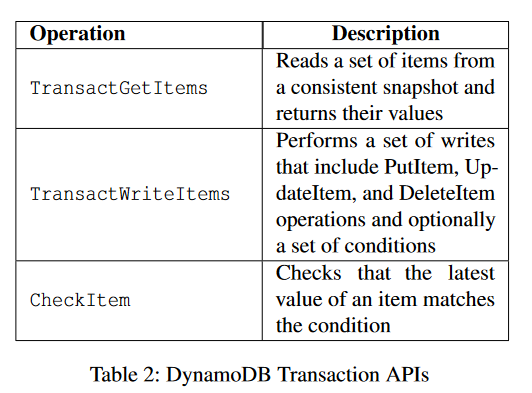 Operation Description
Reads a set of items from
TransactGetItems a consistent snapshot and
returns their values
Performs a set of writes
that include PutItem, Up-
TransactWriteItems dateItem, and DeleteItem
operations and optionally
a set of conditions
Checks that the latest
CheckItem value of an item matches
the condition
Table 2: DynamoDB Transaction APIs